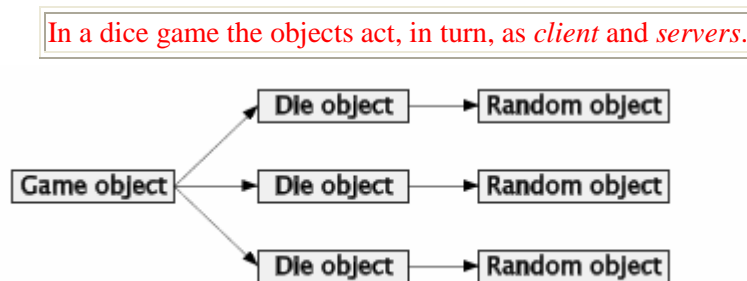 In a dice game the objects act, in turn, as client and servers.
Die object Random object
Game object Die object Random object
Die object Random object